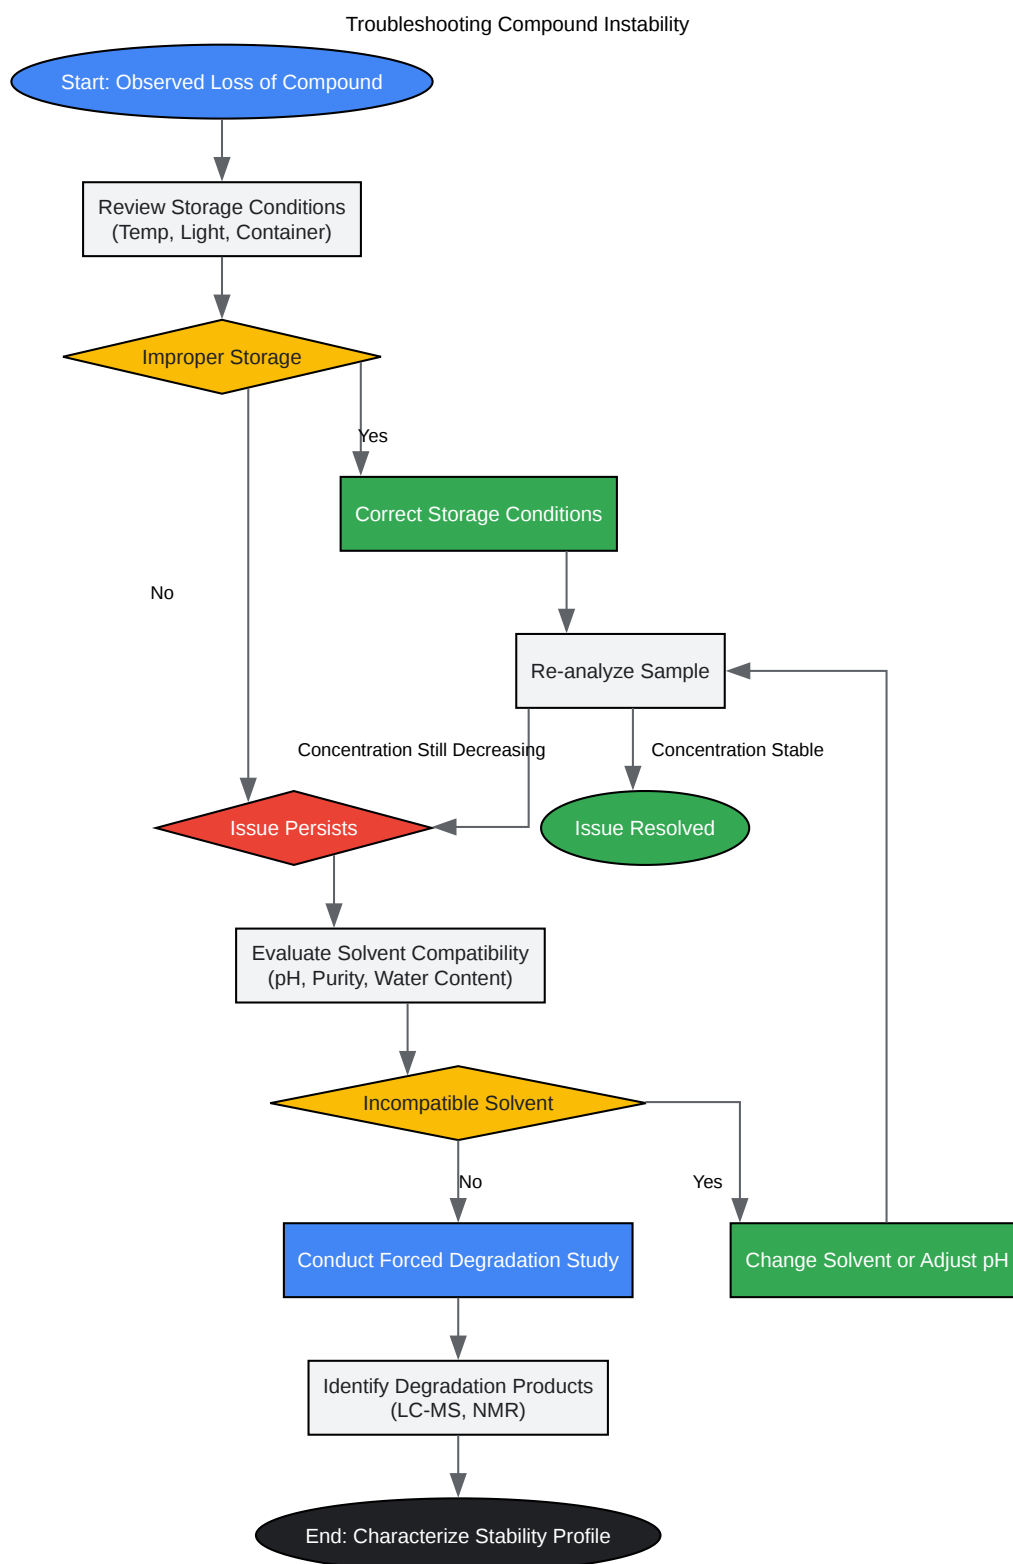 Troubleshooting Compound Instability
Start: Observed Loss of Compound
Review Storage Conditions
(Temp, Light, Container)
Improper Storage
Yes
Correct Storage Conditions
No
Re-analyze Sample
Concentration Still Decreasing
Concentration Stable
Issue Persists
Issue Resolved
Evaluate Solvent Compatibility
(pH, Purity, Water Content)
Incompatible Solvent
No
Yes
Conduct Forced Degradation Study
Change Solvent or Adjust pH
Identify Degradation Products
(LC-MS, NMR)
End: Characterize Stability Profile